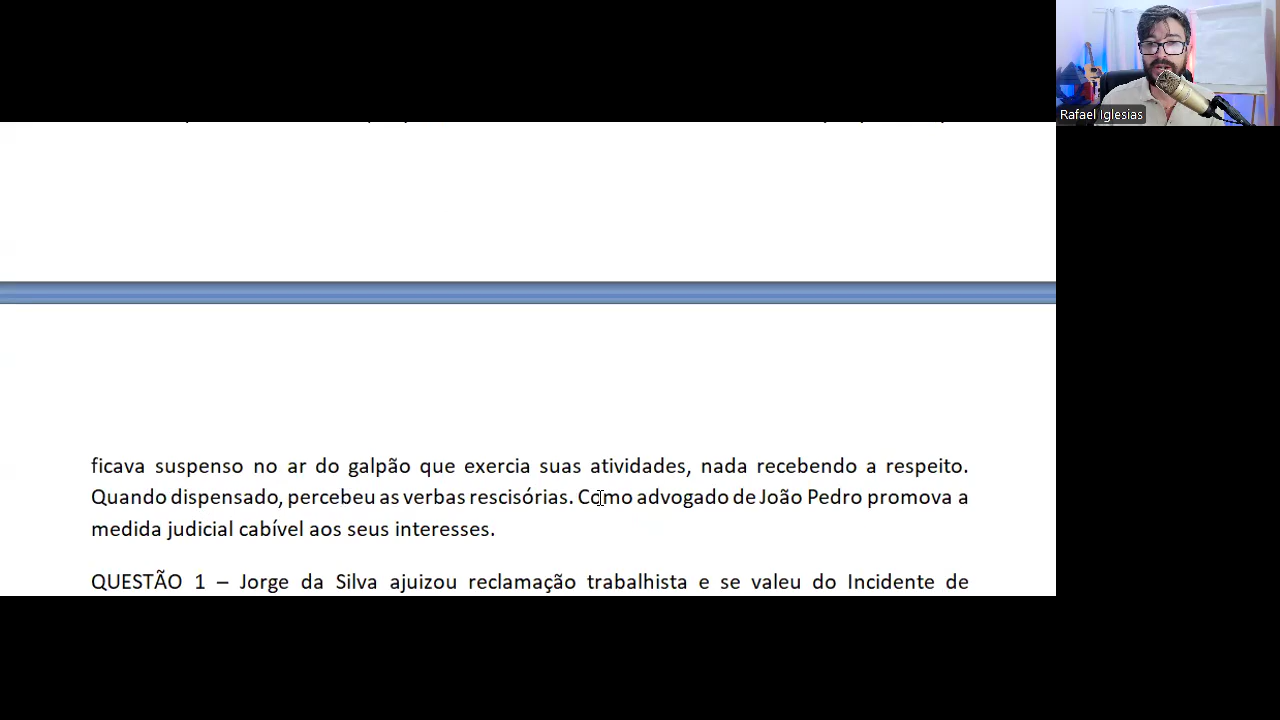 Rafael Iglesias
ficava suspenso no ar do galpão que exercia suas atividades, nada recebendo a respeito.
Quando dispensado, percebeu as verbas rescisórias. Como advogado de João Pedro promova a
medida judicial cabível aos seus interesses.
QUESTÃO 1 – Jorge da Silva ajuizou reclamação trabalhista e se valeu do Incidente de